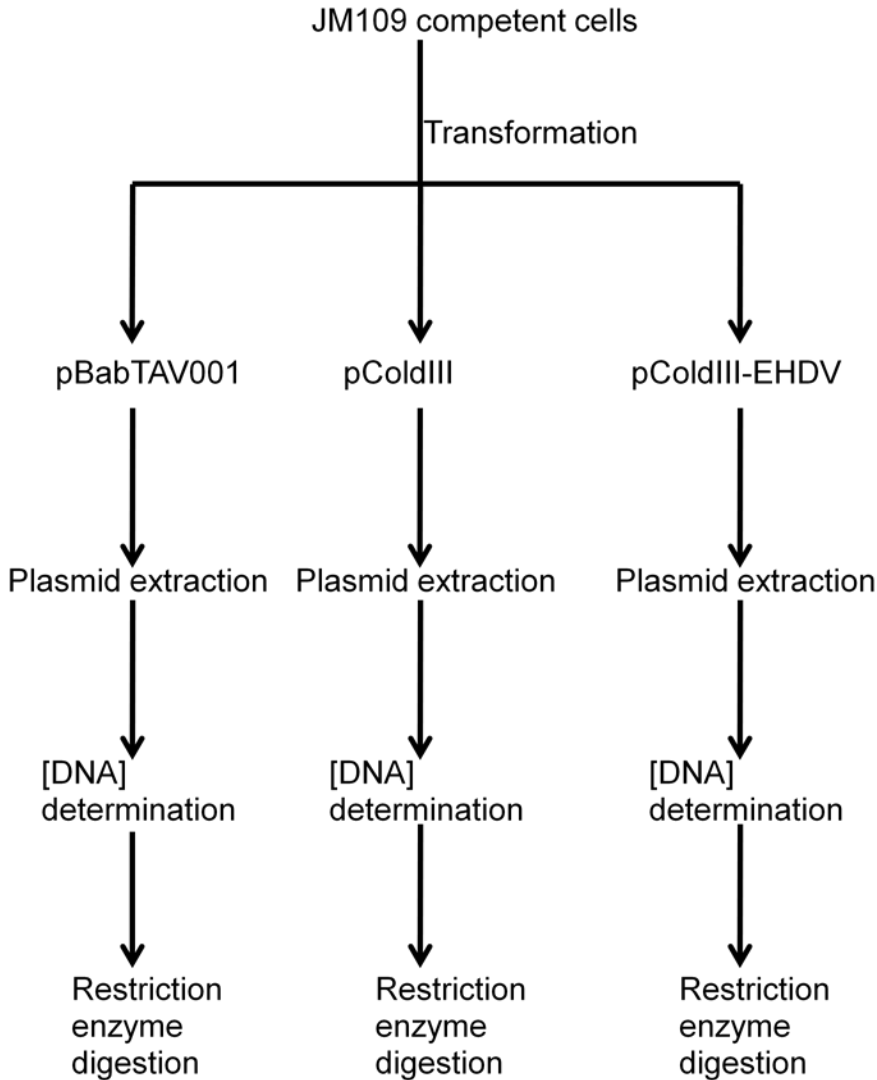 JM109 competent cells
Transformation
pBabTAV001
pColdIII
pColdIII-EHDV
Plasmid extraction
Plasmid extraction
Plasmid extraction
[DNA]
determination
[DNA]
determination
[DNA]
determination
Restriction
enzyme
digestion
Restriction
enzyme
digestion
Restriction
enzyme
digestion